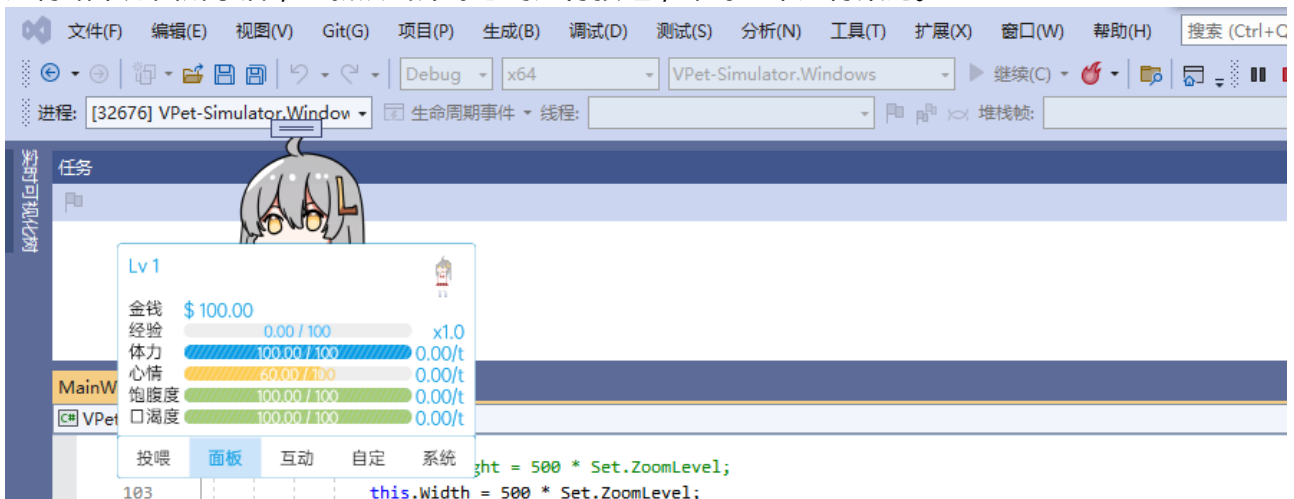 文件(F) 编辑(E) 视图(V) Git(G) 项目(P) 生成(B) 调试(D) 测试(S) 分析(N) 工具(T) 扩展(X) 窗口(W) 帮助(H) 搜索 (Ctrl+Q
Debug x64 VPet-Simulator.Windows 继续(C)
进程: [32676] VPet-Simulator.Window 生命周期事件 线程: 堆栈帧:
实时可视化树
任务
Lv 1
金钱 $ 100.00
经验 0.00 / 100 x1.0
体力 100.00 / 100 0.00/t
心情 60.00 / 100 0.00/t
饱腹度 100.00 / 100 0.00/t
口渴度 100.00 / 100 0.00/t
MainW
C# VPet
投喂 面板 互动 自定 系统
ght = 500 * Set.ZoomLevel;
103 this.Width = 500 * Set.ZoomLevel;